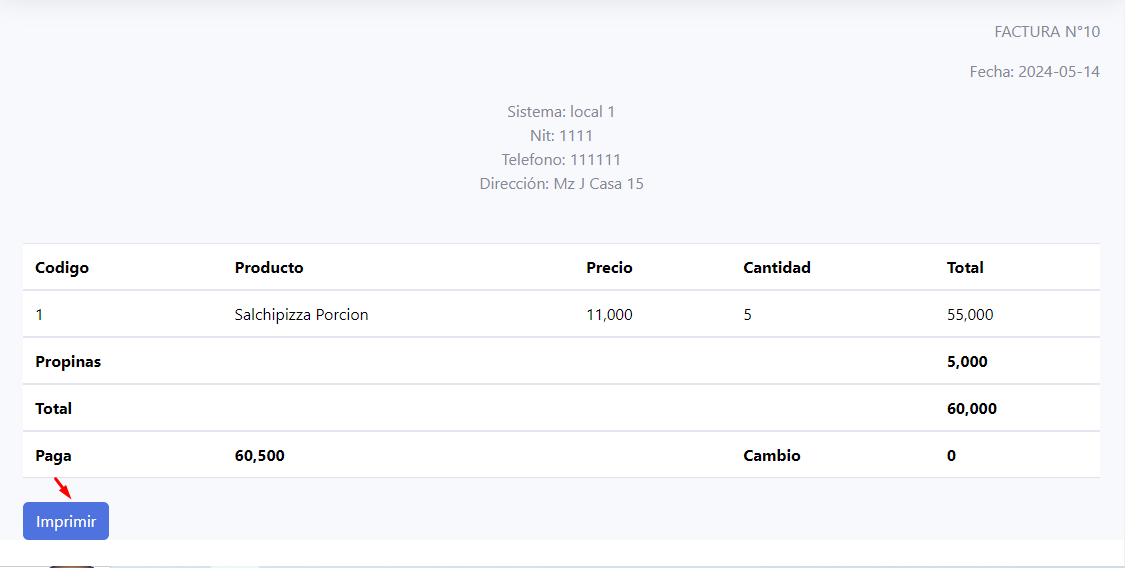 FACTURA N°10
Fecha: 2024-05-14
Sistema: local 1
Nit: 1111
Telefono: 111111
Dirección: Mz J Casa 15
Codigo Producto Precio Cantidad Total
1 Salchipizza Porcion 11,000 5 55,000
Propinas 5,000
Total 60,000
Paga 60,500 Cambio 0
Imprimir